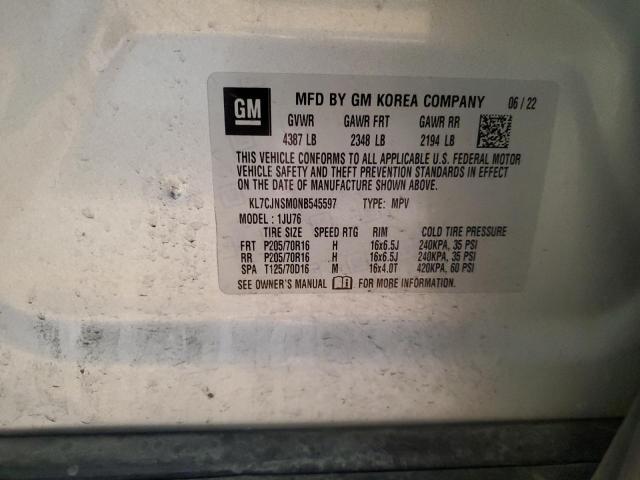 GM MFD BY GM KOREA COMPANY 06/22
GVWR GAWR FRT GAWR RR
4387 LB 2348 LB 2194 LB
THIS VEHICLE CONFORMS TO ALL APPLICABLE U.S. FEDERAL MOTOR
VEHICLE SAFETY AND THEFT PREVENTION STANDARDS IN EFFECT
ON THE DATE OF MANUFACTURE SHOWN ABOVE.
KL7CJNSM0NB545597 TYPE: MPV
MODEL: 1JU76
TIRE SIZE SPEED RTG RIM COLD TIRE PRESSURE
FRT P205/70R16 H 16x6.5J 240KPA, 35 PSI
RR P205/70R16 H 16x6.5J 240KPA, 35 PSI
SPA T125/70D16 M 16x4.0T 420KPA, 60 PSI
SEE OWNER'S MANUAL FOR MORE INFORMATION.